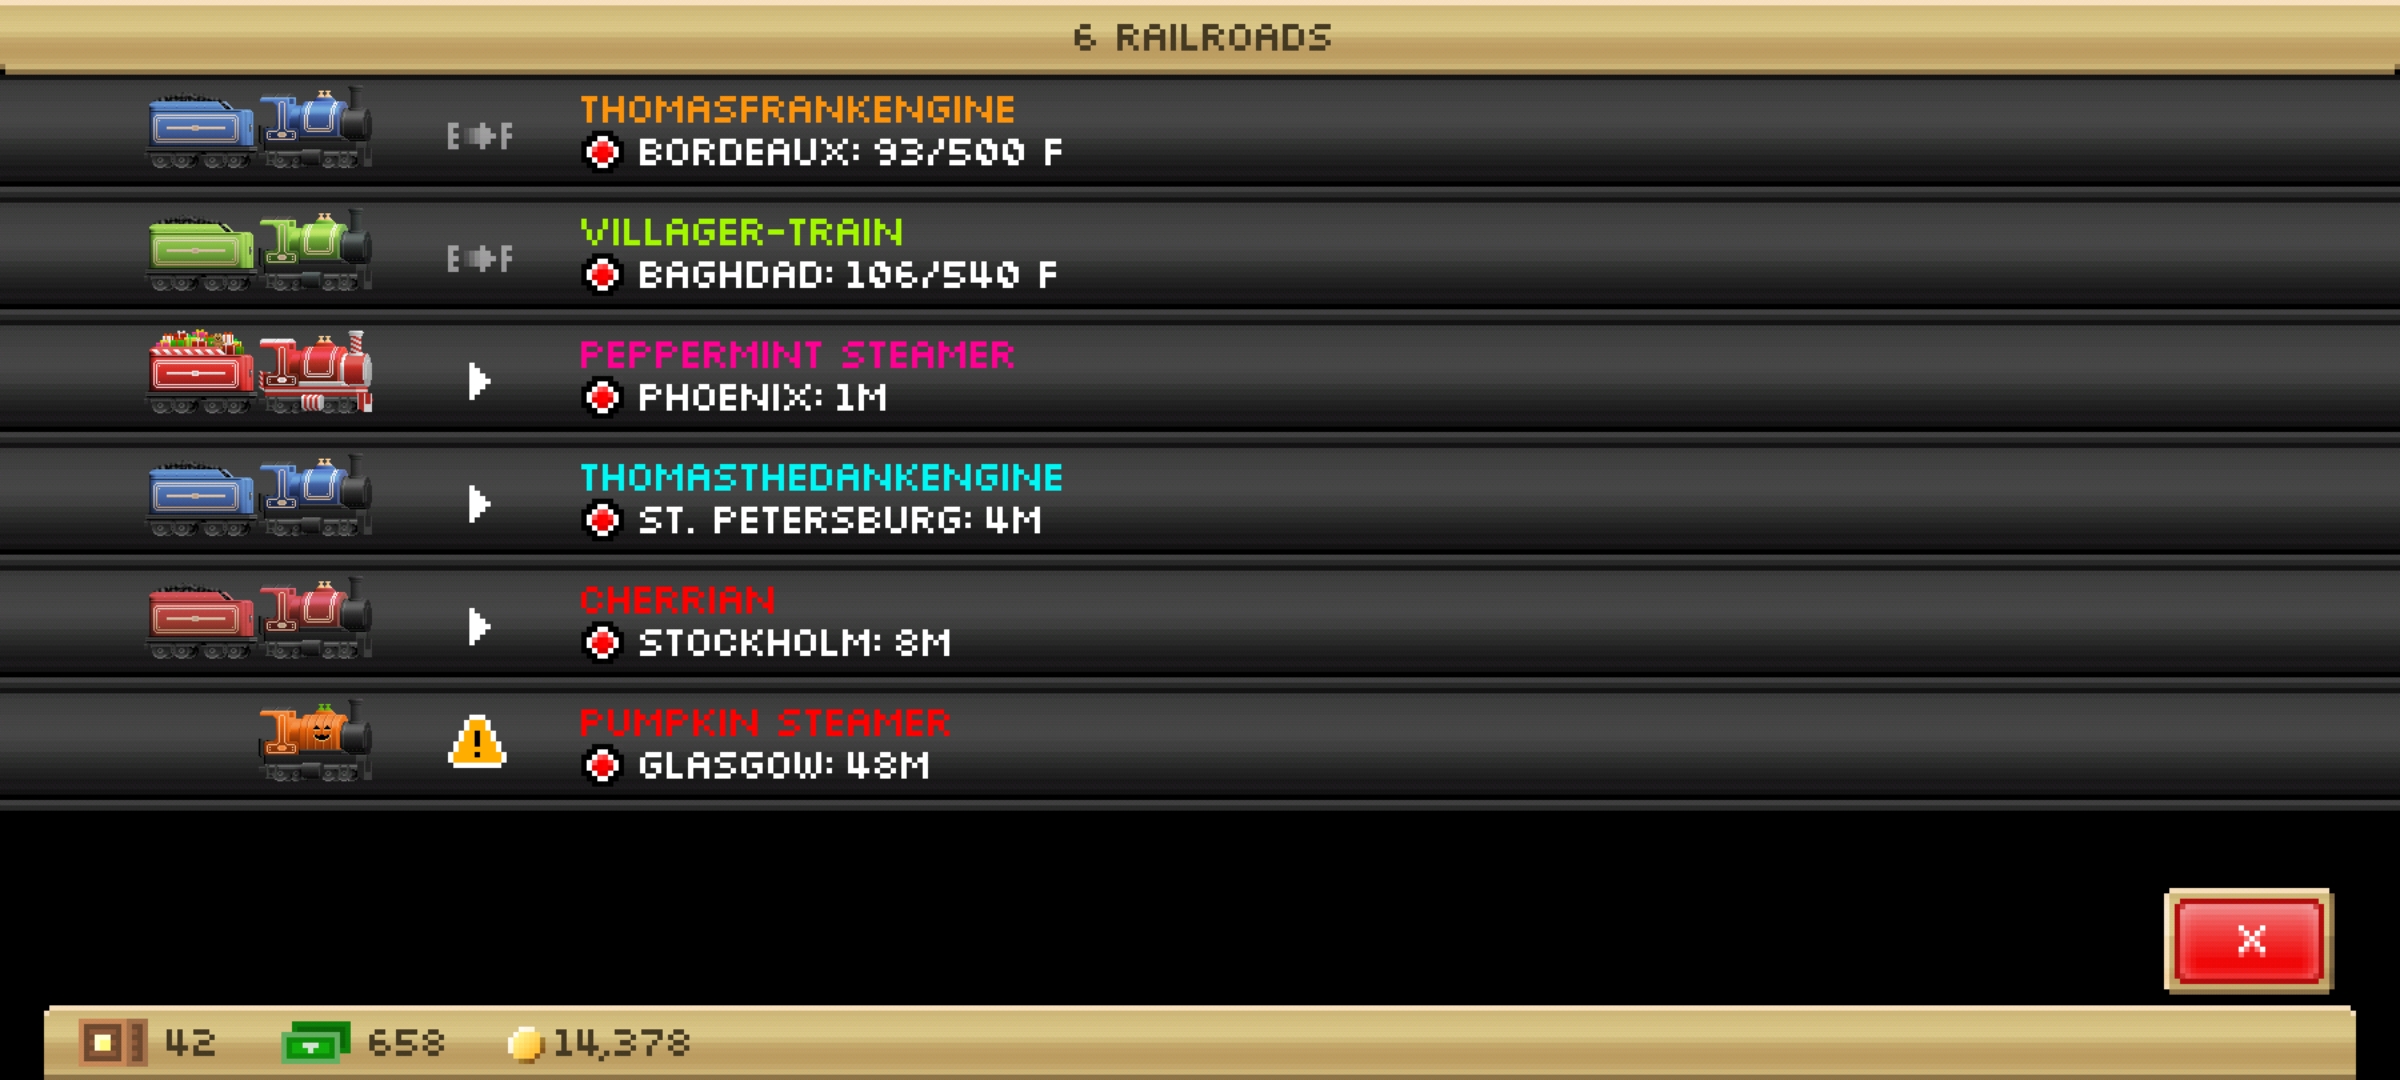 6 RAILROADS
THOMASFRANKENGINE
E F
BORDEAUX: 93/500 F
VILLAGER-TRAIN
E F
BAGHDAD: 106/540 F
PEPPERMINT STEAMER
PHOENIX: 1M
THOMASTHEDANKENGINE
ST. PETERSBURG: 4M
CHERRIAN
STOCKHOLM: 8M
PUMPKIN STEAMER
!
GLASGOW: 48M
X
42 658 14,378